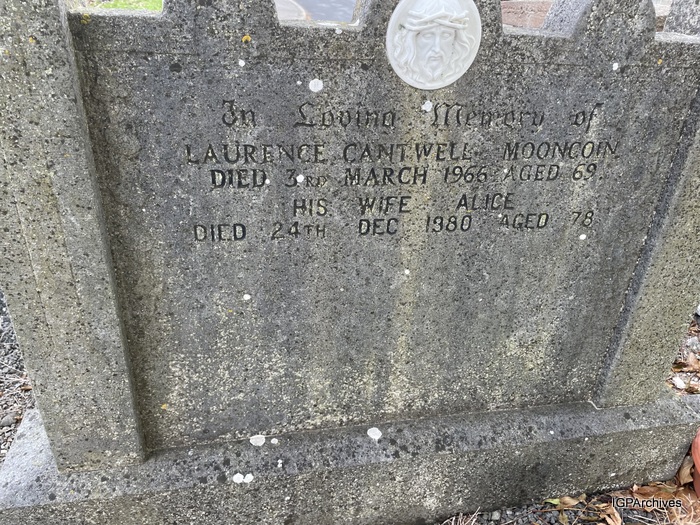 In Loving Memory of
LAURENCE CANTWELL MOONCOIN
DIED 3RD MARCH 1966 AGED 69.
HIS WIFE ALICE
DIED 24TH DEC 1980 AGED 78
IGPArchives